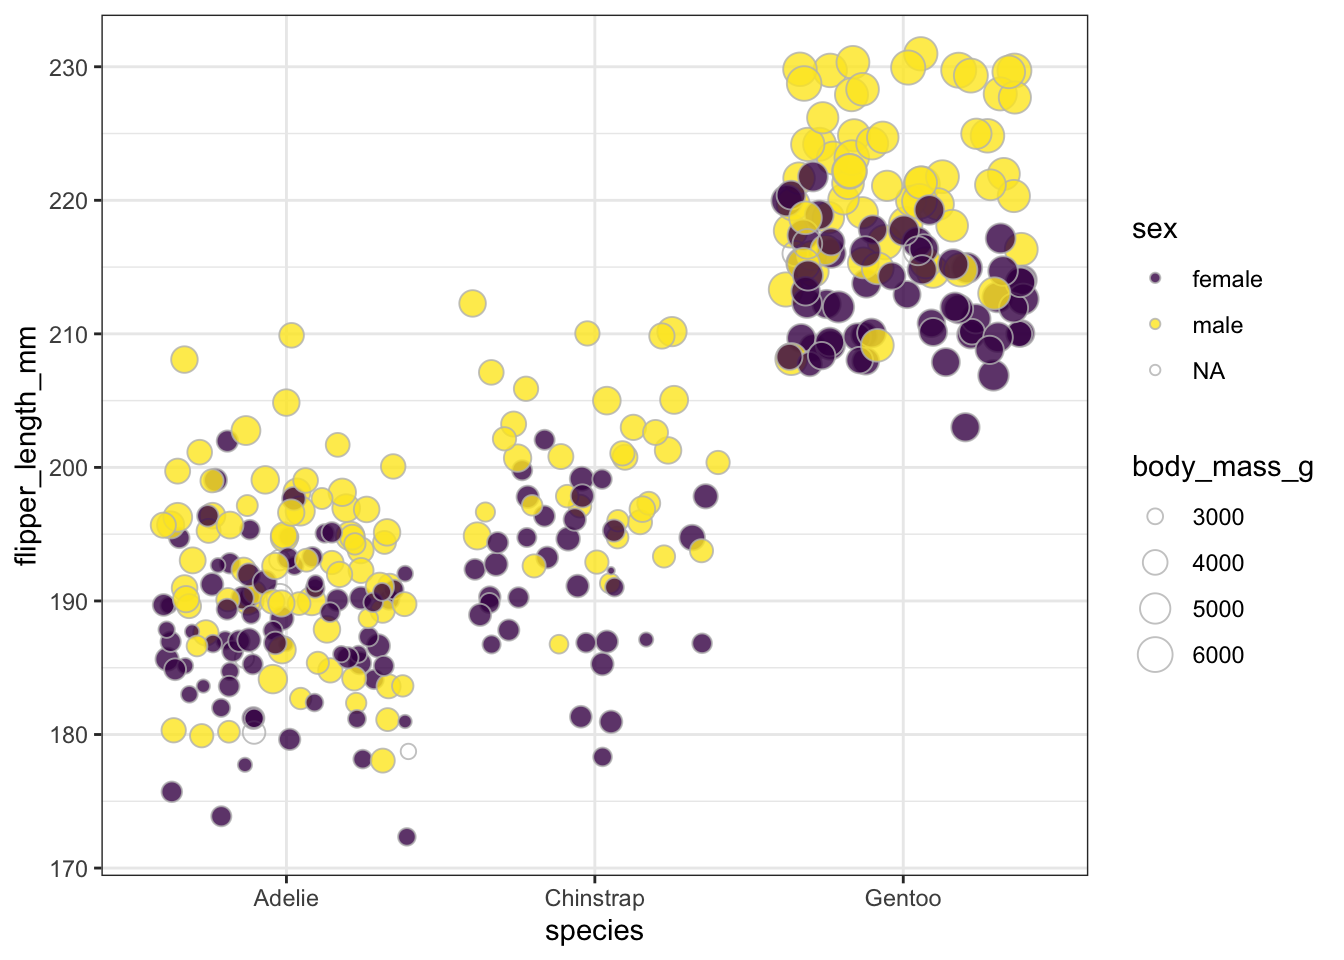 230
220
210
200
190
180
170
flipper_length_mm
Adelie
Chinstrap
Gentoo
species
sex
female
male
NA
body_mass_g
3000
4000
5000
6000